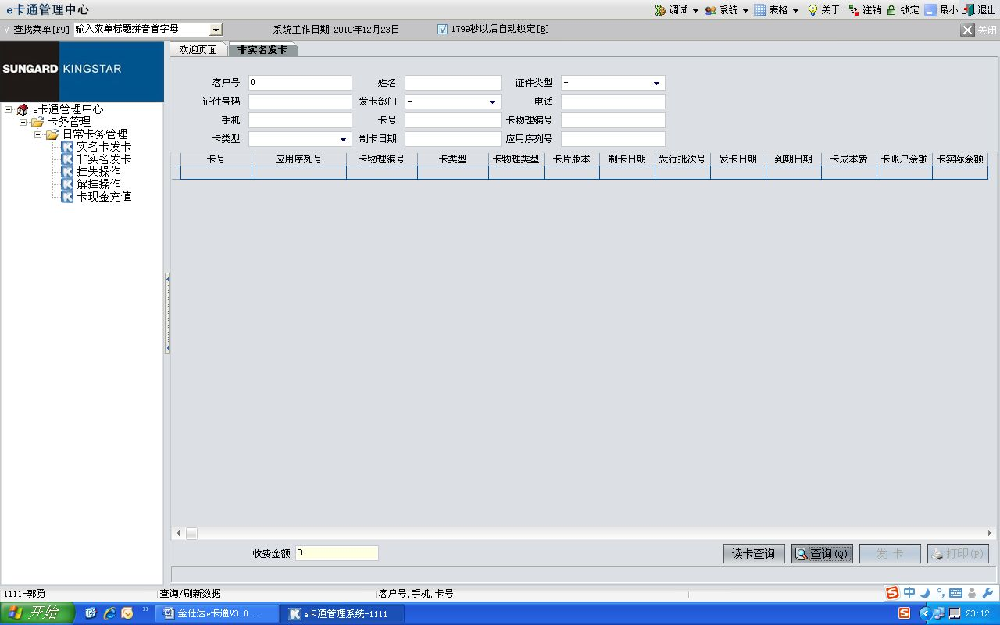 e卡通管理中心 调试 系统 表格 关于 注销 锁定 最小 退出
查找菜单[F9] 输入菜单标题拼音首字母 系统工作日期 2010年12月23日 1799秒以后自动锁定[B] 关闭
SUNGARD KINGSTAR
e卡通管理中心
卡务管理
日常卡务管理
实名卡发卡
非实名发卡
挂失操作
解挂操作
卡现金充值
欢迎页面 非实名发卡
客户号 0 姓名 证件类型 -
证件号码 发卡部门 - 电话
手机 卡号 卡物理编号
卡类型 制卡日期 应用序列号
卡号 应用序列号 卡物理编号 卡类型 卡物理类型 卡片版本 制卡日期 发行批次号 发卡日期 到期日期 卡成本费 卡账户余额 卡实际余额
收费金额 0 读卡查询 查询(Q) 发 卡 打印(P)
1111-郭勇 查询/刷新数据 客户号,手机,卡号 中
开始 金仕达e卡通V3.0... e卡通管理系统-1111 23:12